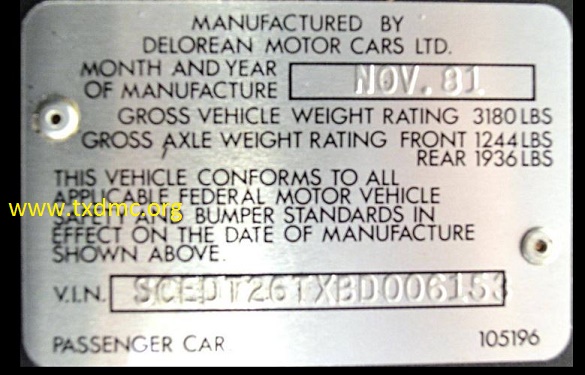 MANUFACTURED BY
DELOREAN MOTOR CARS LTD.
MONTH AND YEAR
OF MANUFACTURE
NOV. 81
GROSS VEHICLE WEIGHT RATING 3180 LBS
GROSS AXLE WEIGHT RATING FRONT 1244 LBS
REAR 1936 LBS
THIS VEHICLE CONFORMS TO ALL
APPLICABLE FEDERAL MOTOR VEHICLE
www.txdmc.org
BUMPER STANDARDS IN
EFFECT ON THE DATE OF MANUFACTURE
SHOWN ABOVE.
V.I.N. SCEDT26TXBD006153
PASSENGER CAR 105196